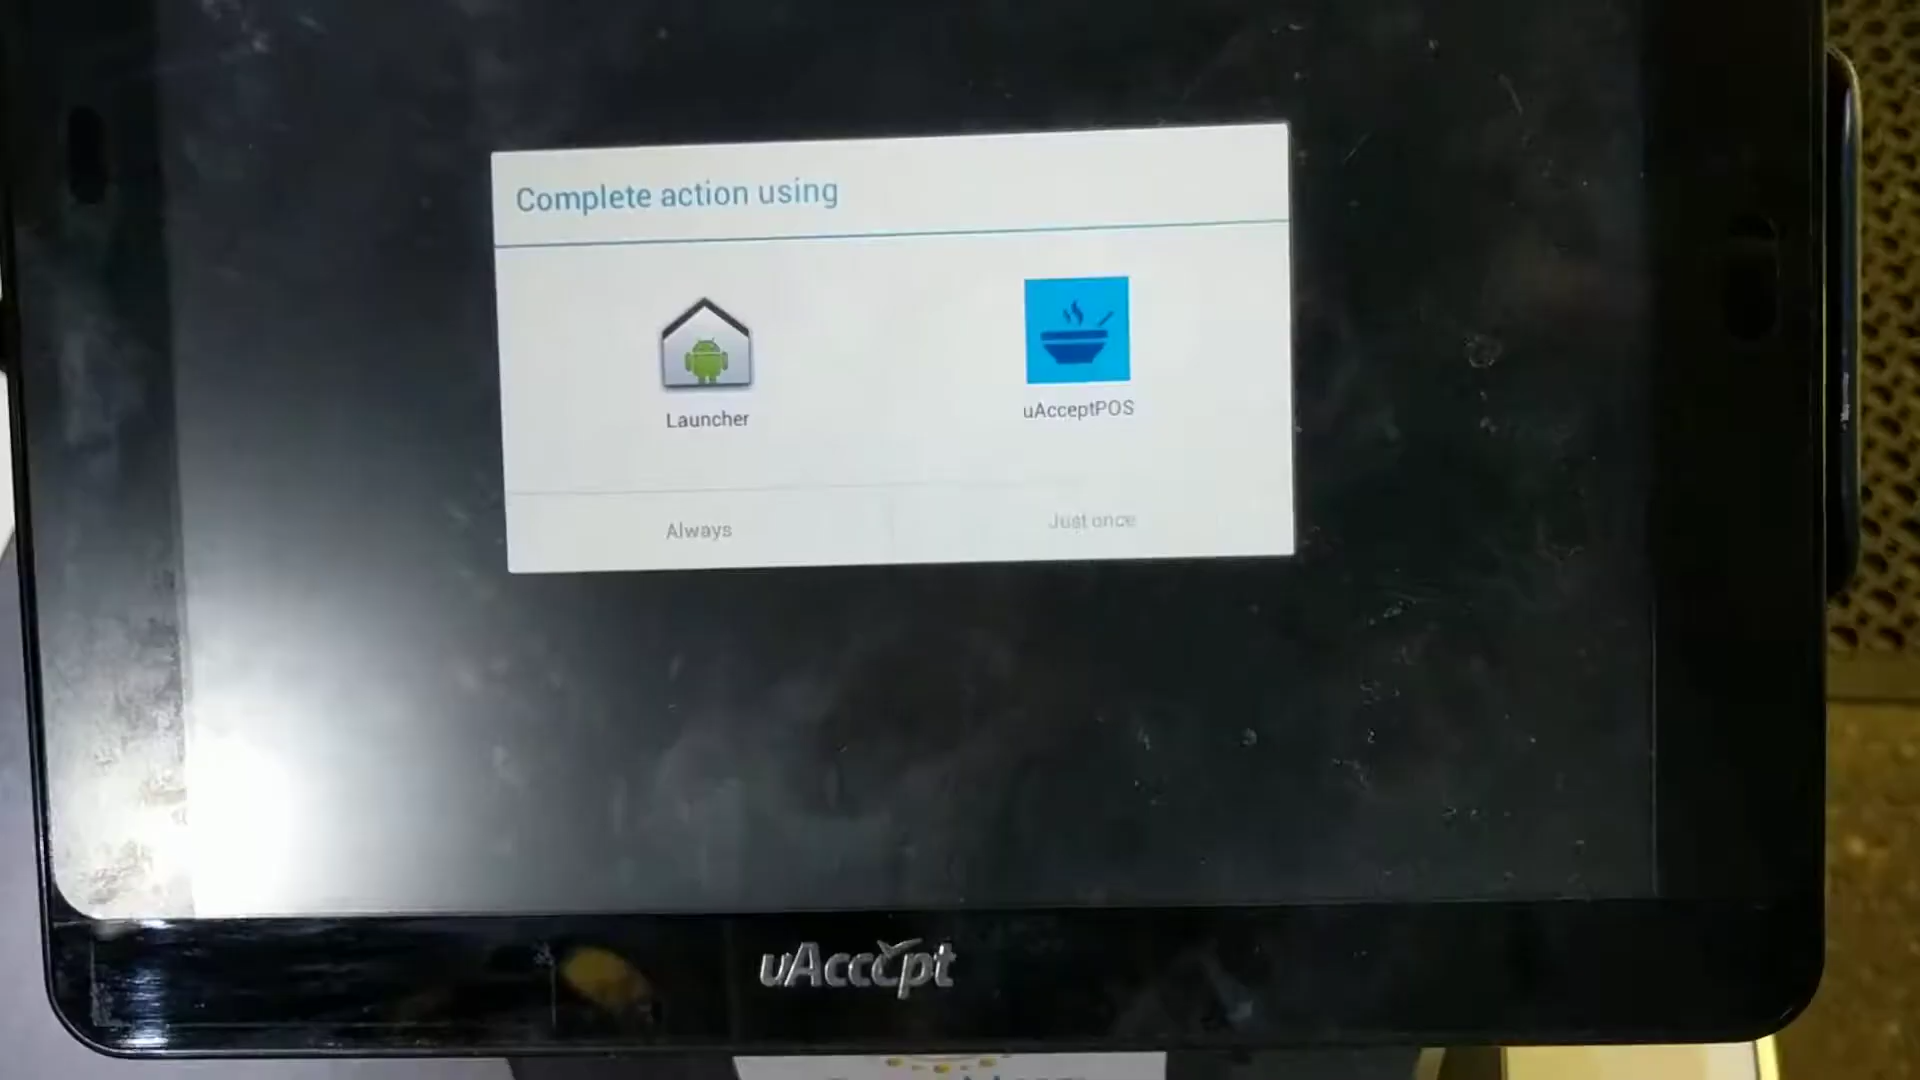 Complete action using
Launcher
uAcceptPOS
Always
Just once
uAccept